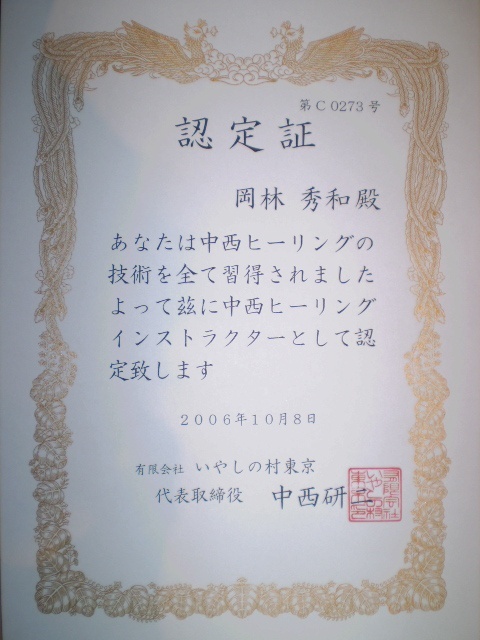 第C0273号
認定証
岡林 秀和殿
あなたは中西ヒーリングの
技術を全て習得されました
よって茲に中西ヒーリング
インストラクターとして認
定致します
2006年10月8日
有限会社 いやしの村東京
代表取締役 中西研二